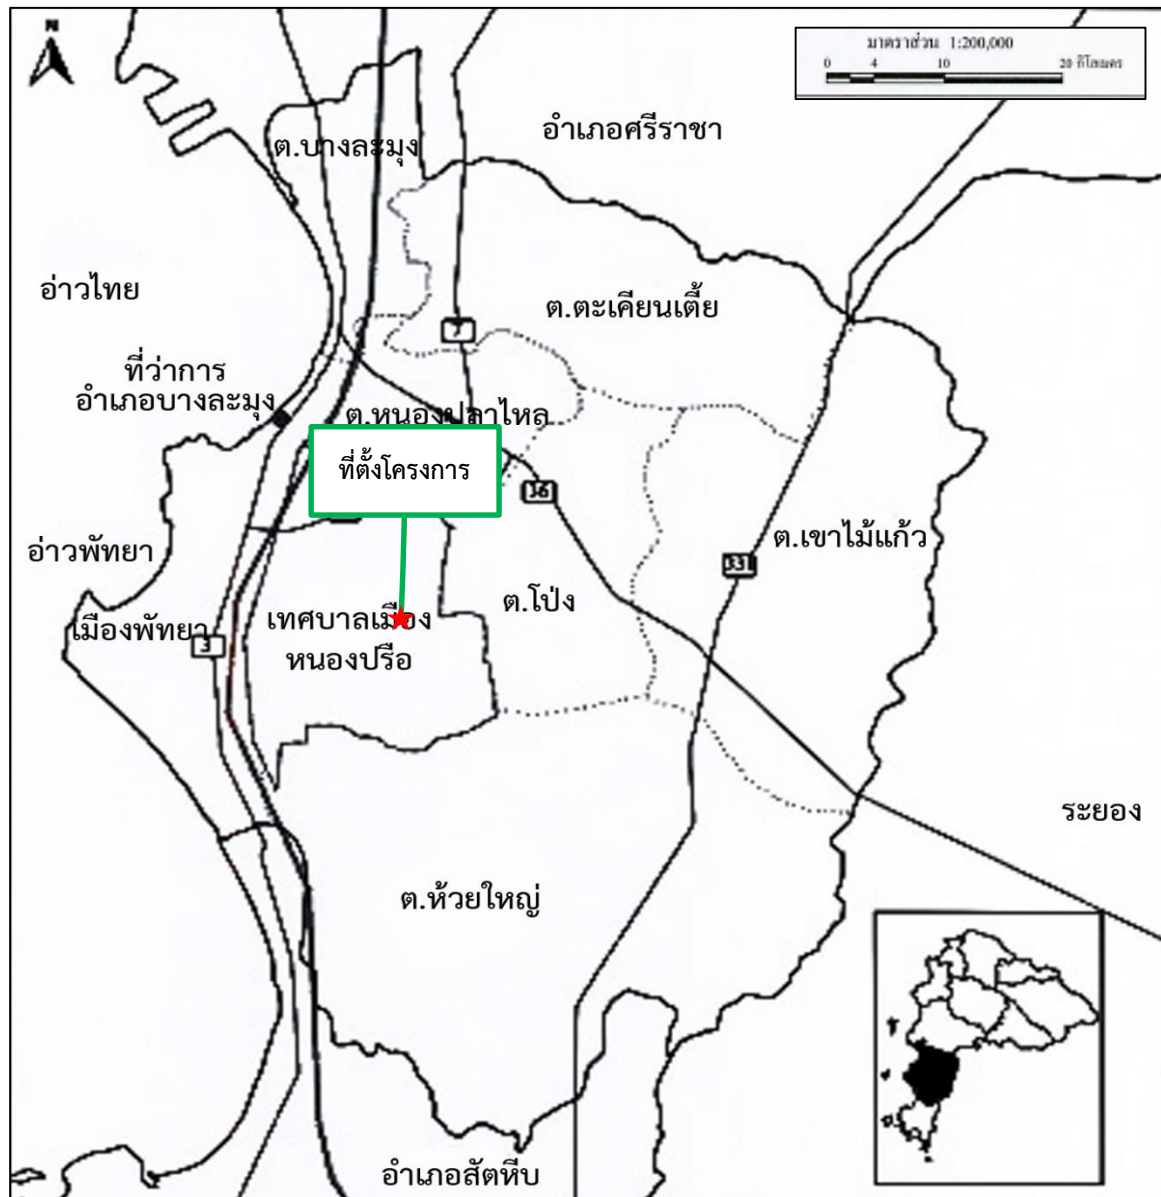 N
มาตราส่วน 1:200,000
0 4 10 20 กิโลเมตร
อำเภอศรีราชา
ต.บางละมุง
อ่าวไทย
ต.ตะเคียนเตี้ย
7
ที่ว่าการ
อำเภอบางละมุง
ต.หนองปลาไหล
ที่ตั้งโครงการ
36
อ่าวพัทยา
ต.เขาไม้แก้ว
331
ต.โป่ง
เมืองพัทยา
3
เทศบาลเมือง
หนองปรือ
ระยอง
ต.ห้วยใหญ่
อำเภอสัตหีบ